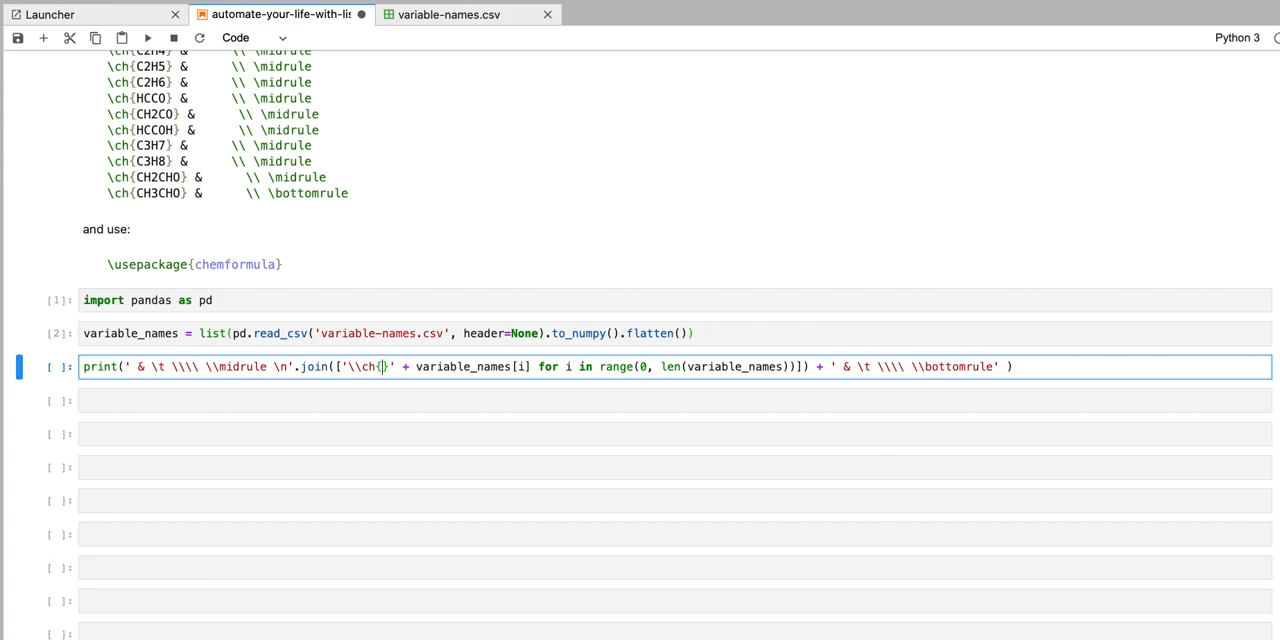 Launcher
automate-your-life-with-lis
variable-names.csv
Code
Python 3
\ch{C2H4} & \\ \midrule
\ch{C2H5} & \\ \midrule
\ch{C2H6} & \\ \midrule
\ch{HCCO} & \\ \midrule
\ch{CH2CO} & \\ \midrule
\ch{HCCOH} & \\ \midrule
\ch{C3H7} & \\ \midrule
\ch{C3H8} & \\ \midrule
\ch{CH2CHO} & \\ \midrule
\ch{CH3CHO} & \\ \bottomrule
and use:
\usepackage{chemformula}
[1]: import pandas as pd
[2]: variable_names = list(pd.read_csv('variable-names.csv', header=None).to_numpy().flatten())
[ ]: print(' & \t \\\\ \\midrule \n'.join(['\\ch{}' + variable_names[i] for i in range(0, len(variable_names))]) + ' & \t \\\\ \\bottomrule' )
[ ]:
[ ]:
[ ]:
[ ]:
[ ]:
[ ]:
[ ]:
[ ]: